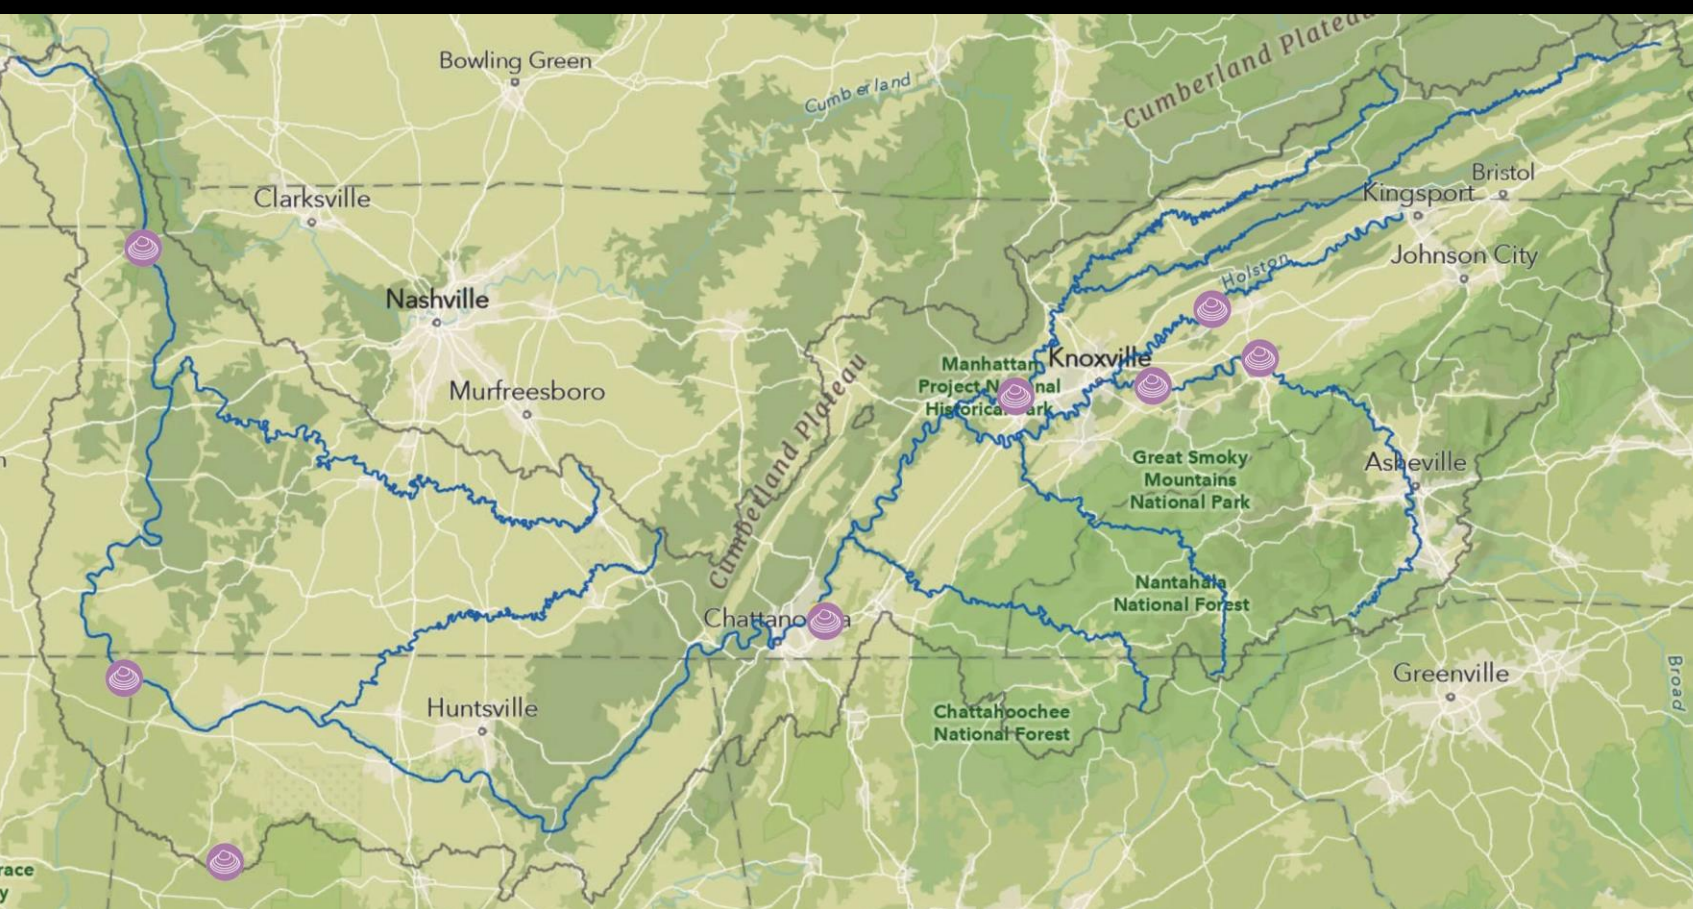 Bowling Green
Cumberland
Cumberland Plateau
Clarksville
Bristol
Kingsport
Johnson City
Holston
Nashville
Manhattan
Project N nal
Historica ark
Knoxville
Murfreesboro
Cumberland Plateau
Great Smoky
Mountains
National Park
Asheville
Nantahala
National Forest
Chattano a
Greenville
Broad
Huntsville
Chattahoochee
National Forest
race
y
n